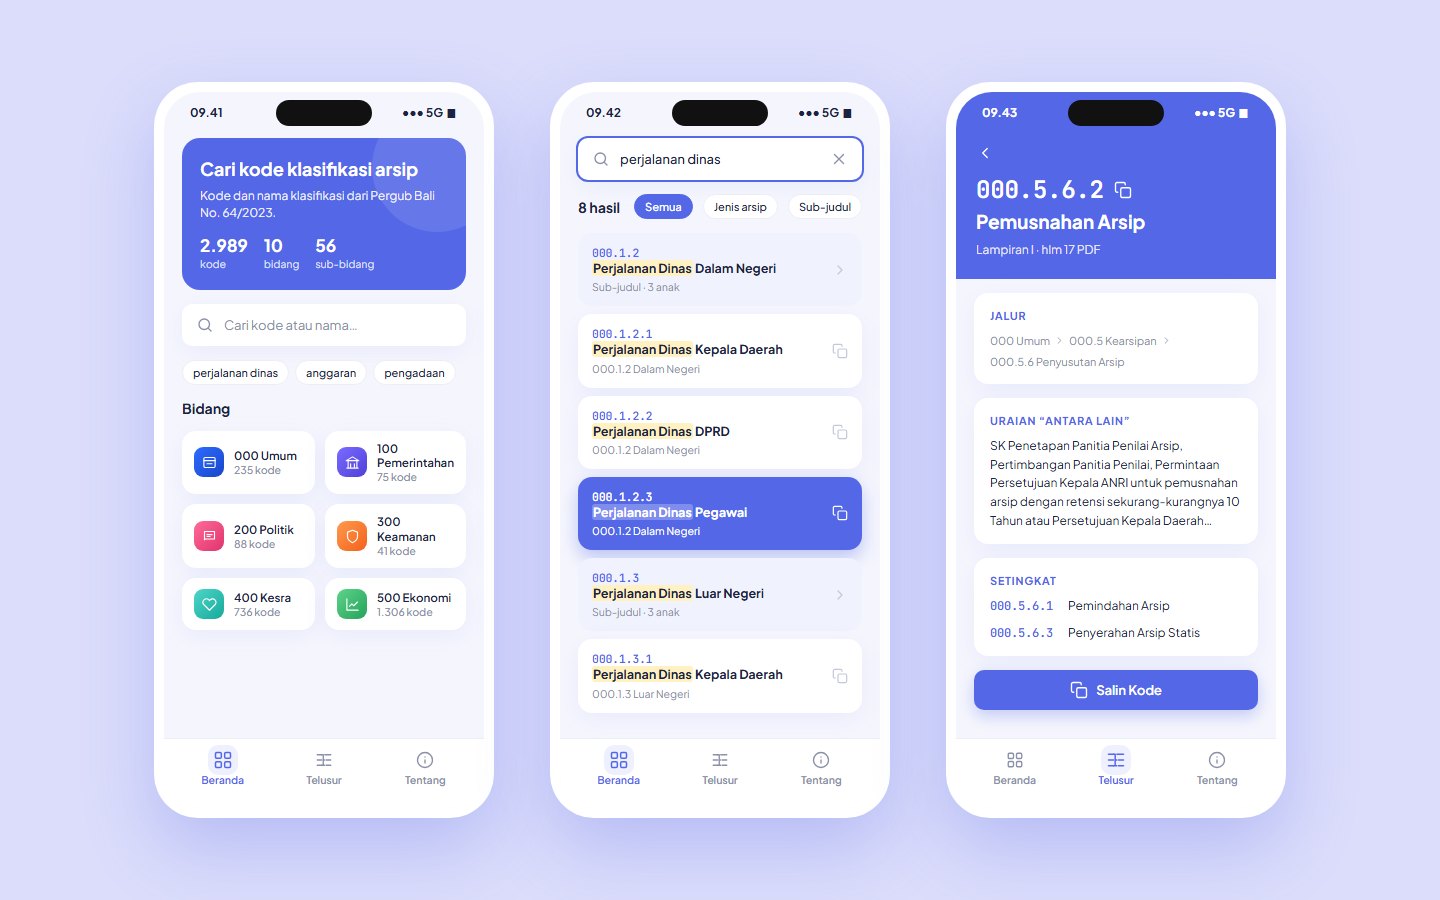 09.41
●●● 5G
Cari kode klasifikasi arsip
Kode dan nama klasifikasi dari Pergub Bali
No. 64/2023.
2.989 10 56
kode bidang sub-bidang
Cari kode atau nama...
perjalanan dinas anggaran pengadaan
Bidang
000 Umum
235 kode
100
Pemerintahan
75 kode
200 Politik
88 kode
300
Keamanan
41 kode
400 Kesra
736 kode
500 Ekonomi
1.306 kode
Beranda Telusur Tentang
09.42
●●● 5G
perjalanan dinas
8 hasil Semua Jenis arsip Sub-judul
000.1.2
Perjalanan Dinas Dalam Negeri
Sub-judul · 3 anak
000.1.2.1
Perjalanan Dinas Kepala Daerah
000.1.2 Dalam Negeri
000.1.2.2
Perjalanan Dinas DPRD
000.1.2 Dalam Negeri
000.1.2.3
Perjalanan Dinas Pegawai
000.1.2 Dalam Negeri
000.1.3
Perjalanan Dinas Luar Negeri
Sub-judul · 3 anak
000.1.3.1
Perjalanan Dinas Kepala Daerah
000.1.3 Luar Negeri
Beranda Telusur Tentang
09.43
●●● 5G
000.5.6.2
Pemusnahan Arsip
Lampiran I · hlm 17 PDF
JALUR
000 Umum > 000.5 Kearsipan >
000.5.6 Penyusutan Arsip
URAIAN “ANTARA LAIN”
SK Penetapan Panitia Penilai Arsip,
Pertimbangan Panitia Penilai, Permintaan
Persetujuan Kepala ANRI untuk pemusnahan
arsip dengan retensi sekurang-kurangnya 10
Tahun atau Persetujuan Kepala Daerah...
SETINGKAT
000.5.6.1 Pemindahan Arsip
000.5.6.3 Penyerahan Arsip Statis
Salin Kode
Beranda Telusur Tentang